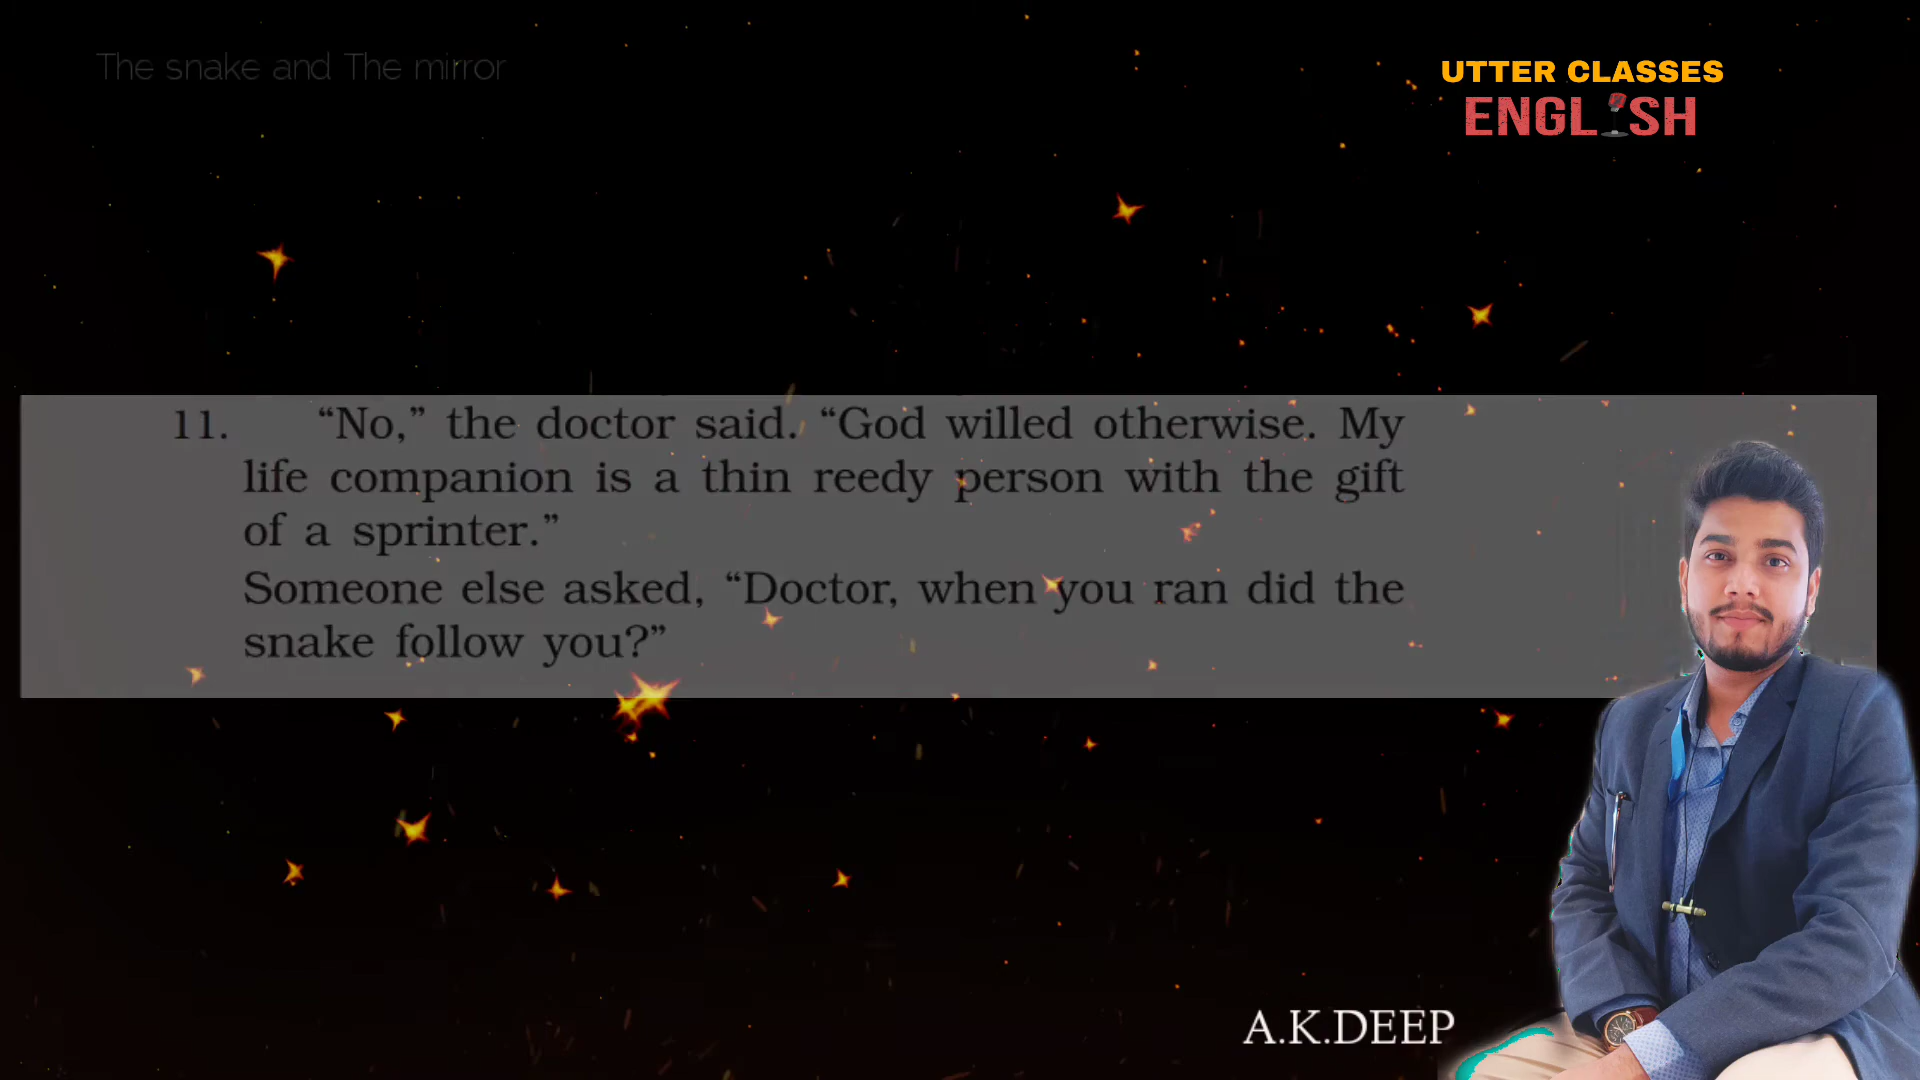 The snake and The mirror
UTTER CLASSES
ENGLISH
11. “No,” the doctor said. “God willed otherwise. My
life companion is a thin reedy person with the gift
of a sprinter.”
Someone else asked, “Doctor, when you ran did the
snake follow you?”
A.K.DEEP